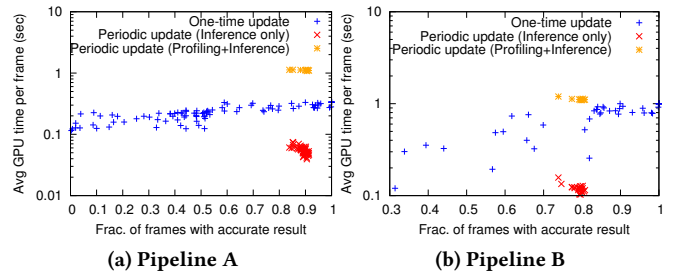 One-time update
Periodic update (Inference only)
Periodic update (Profiling+Inference)
Avg GPU time per frame (sec)
10
1
0.1
0.01
0 0.1 0.2 0.3 0.4 0.5 0.6 0.7 0.8 0.9 1
Frac. of frames with accurate result
(a) Pipeline A
One-time update
Periodic update (Inference only)
Periodic update (Profiling+Inference)
Avg GPU time per frame (sec)
10
1
0.1
0.3 0.4 0.5 0.6 0.7 0.8 0.9 1
Frac. of frames with accurate result
(b) Pipeline B